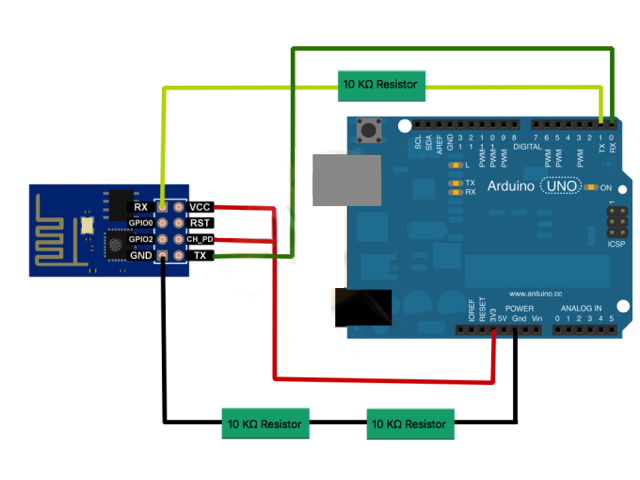 10 KΩ Resistor
SCL
SDA
AREF
GND
13
12
PWM 11
PWM 10
PWM 9
8
DIGITAL
7
PWM 6
PWM 5
4
PWM 3
2
TX 1
RX 0
L
TX
RX
Arduino UNO
ON
1
ICSP
RX VCC
GPIO0 RST
GPIO2 CH_PD
GND TX
www.arduino.cc
POWER
ANALOG IN
IOREF
RESET
3V3
5V
Gnd
Vin
0 1 2 3 4 5
10 KΩ Resistor
10 KΩ Resistor